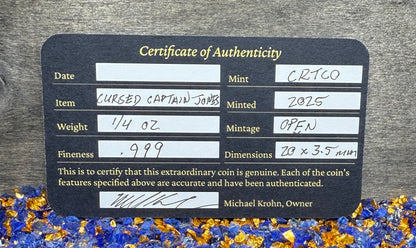 Certificate of Authenticity
Date Mint CRTCO
Item CURSED CAPTAIN JONES Minted 2025
Weight 1/4 oz Mintage OPEN
Fineness .999 Dimensions 20 x 3.5 mm
This is to certify that this extraordinary coin is genuine. Each of the coin's
features specified above are accurate and have been authenticated.
Michael Krohn, Owner